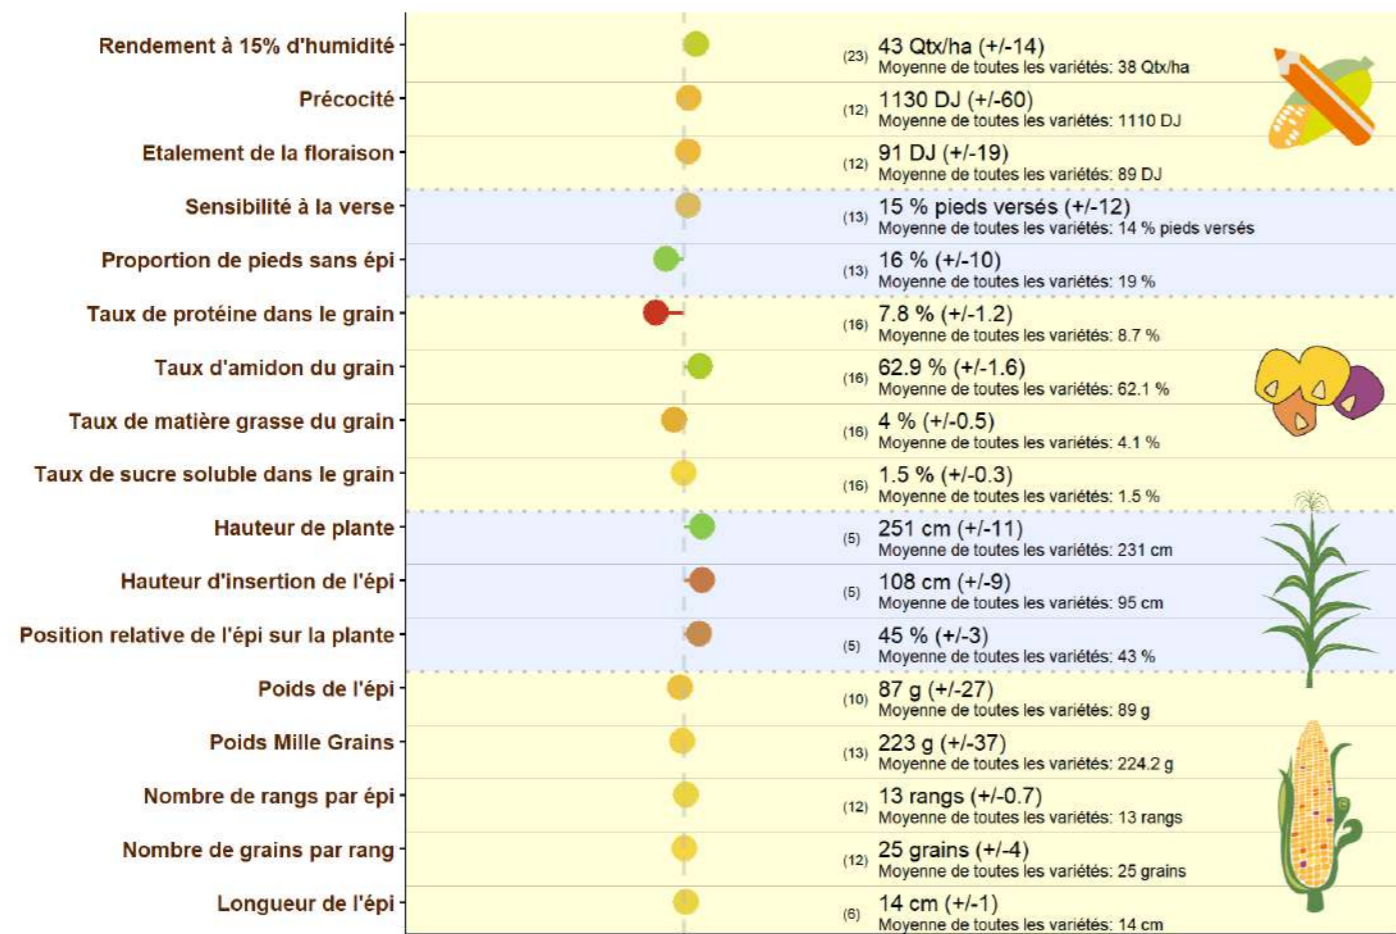 Rendement à 15% d'humidité
(23) 43 Qtx/ha (+/-14)
Moyenne de toutes les variétés: 38 Qtx/ha
Précocité
(12) 1130 DJ (+/-60)
Moyenne de toutes les variétés: 1110 DJ
Etalement de la floraison
(12) 91 DJ (+/-19)
Moyenne de toutes les variétés: 89 DJ
Sensibilité à la verse
(13) 15 % pieds versés (+/-12)
Moyenne de toutes les variétés: 14 % pieds versés
Proportion de pieds sans épi
(13) 16 % (+/-10)
Moyenne de toutes les variétés: 19 %
Taux de protéine dans le grain
(16) 7.8 % (+/-1.2)
Moyenne de toutes les variétés: 8.7 %
Taux d'amidon du grain
(16) 62.9 % (+/-1.6)
Moyenne de toutes les variétés: 62.1 %
Taux de matière grasse du grain
(16) 4 % (+/-0.5)
Moyenne de toutes les variétés: 4.1 %
Taux de sucre soluble dans le grain
(16) 1.5 % (+/-0.3)
Moyenne de toutes les variétés: 1.5 %
Hauteur de plante
(5) 251 cm (+/-11)
Moyenne de toutes les variétés: 231 cm
Hauteur d'insertion de l'épi
(5) 108 cm (+/-9)
Moyenne de toutes les variétés: 95 cm
Position relative de l'épi sur la plante
(5) 45 % (+/-3)
Moyenne de toutes les variétés: 43 %
Poids de l'épi
(10) 87 g (+/-27)
Moyenne de toutes les variétés: 89 g
Poids Mille Grains
(13) 223 g (+/-37)
Moyenne de toutes les variétés: 224.2 g
Nombre de rangs par épi
(12) 13 rangs (+/-0.7)
Moyenne de toutes les variétés: 13 rangs
Nombre de grains par rang
(12) 25 grains (+/-4)
Moyenne de toutes les variétés: 25 grains
Longueur de l'épi
(6) 14 cm (+/-1)
Moyenne de toutes les variétés: 14 cm